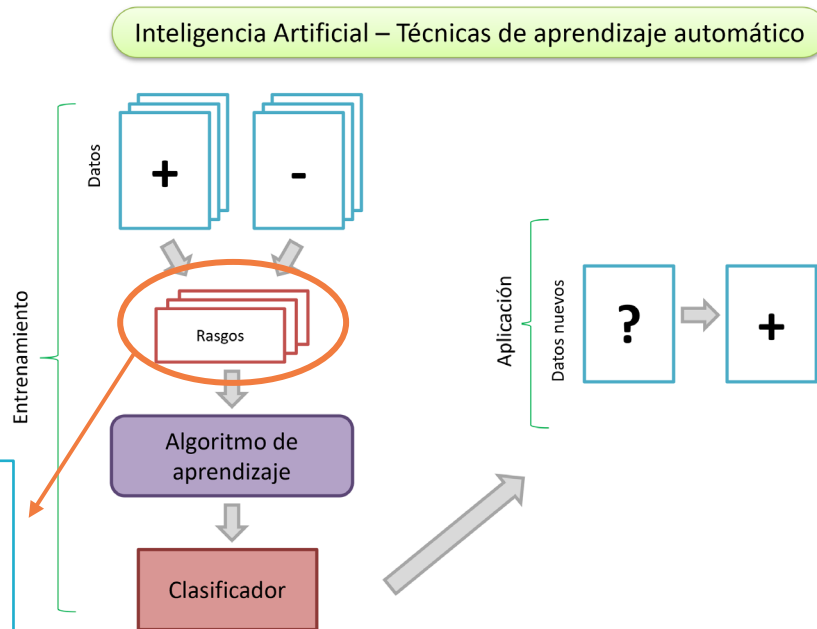 Inteligencia Artificial – Técnicas de aprendizaje automático
Entrenamiento
Datos
+
-
Rasgos
Algoritmo de
aprendizaje
Clasificador
Aplicación
Datos nuevos
?
+